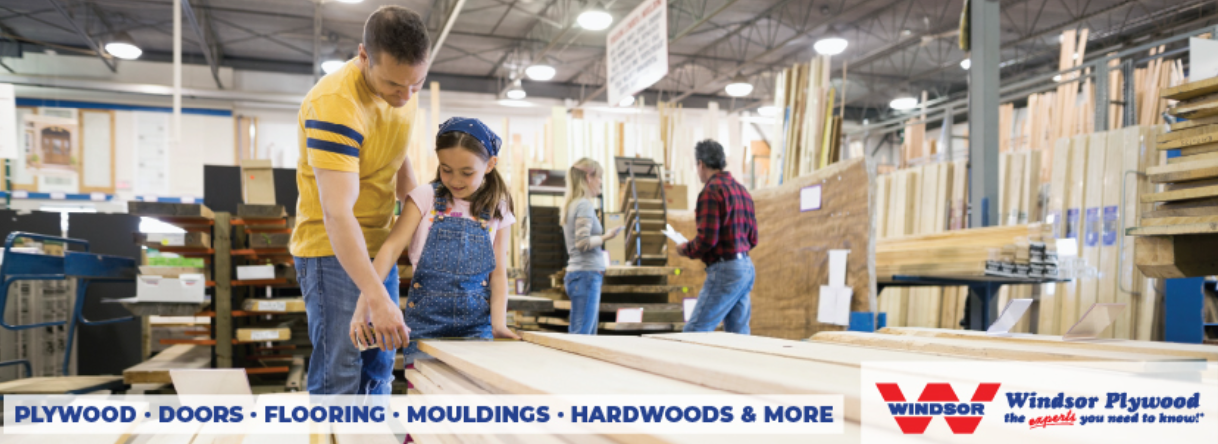 PLYWOOD · DOORS · FLOORING · MOULDINGS · HARDWOODS & MORE
WINDSOR
Windsor Plywood
the experts you need to know!